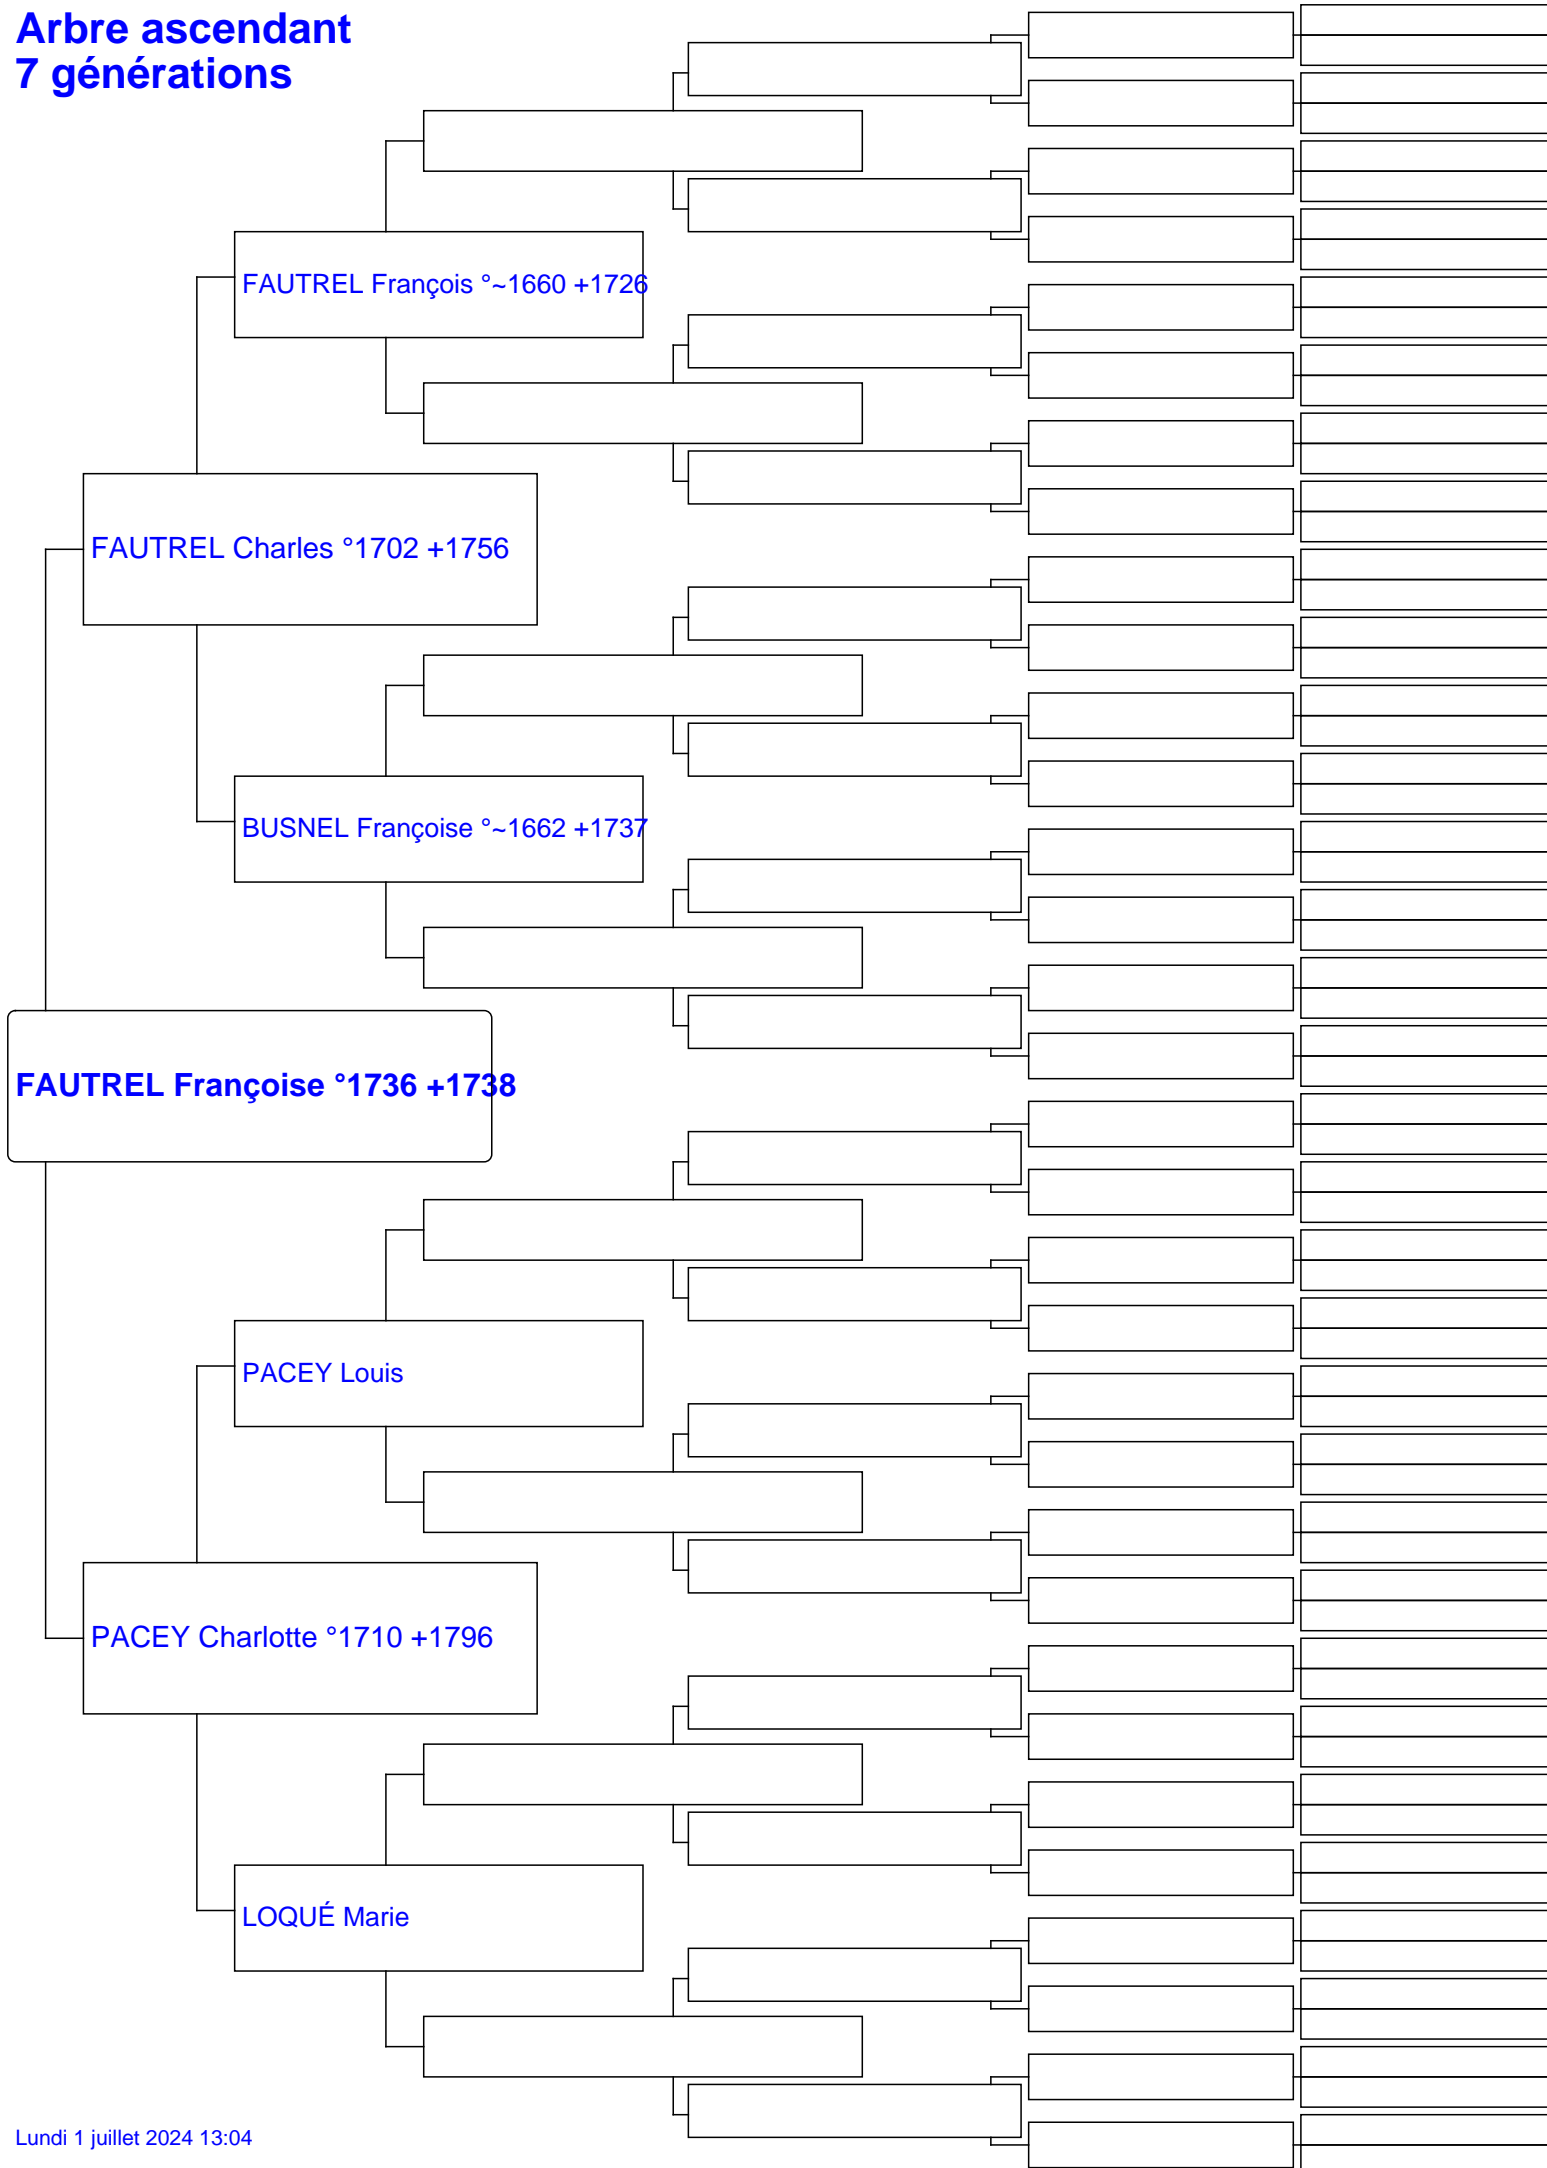 Arbre ascendant
7 générations
FAUTREL François °~1660 +1726
FAUTREL Charles °1702 +1756
BUSNEL Françoise °~1662 +1737
FAUTREL Françoise °1736 +1738
PACEY Louis
PACEY Charlotte °1710 +1796
LOQUÉ Marie
Lundi 1 juillet 2024 13:04